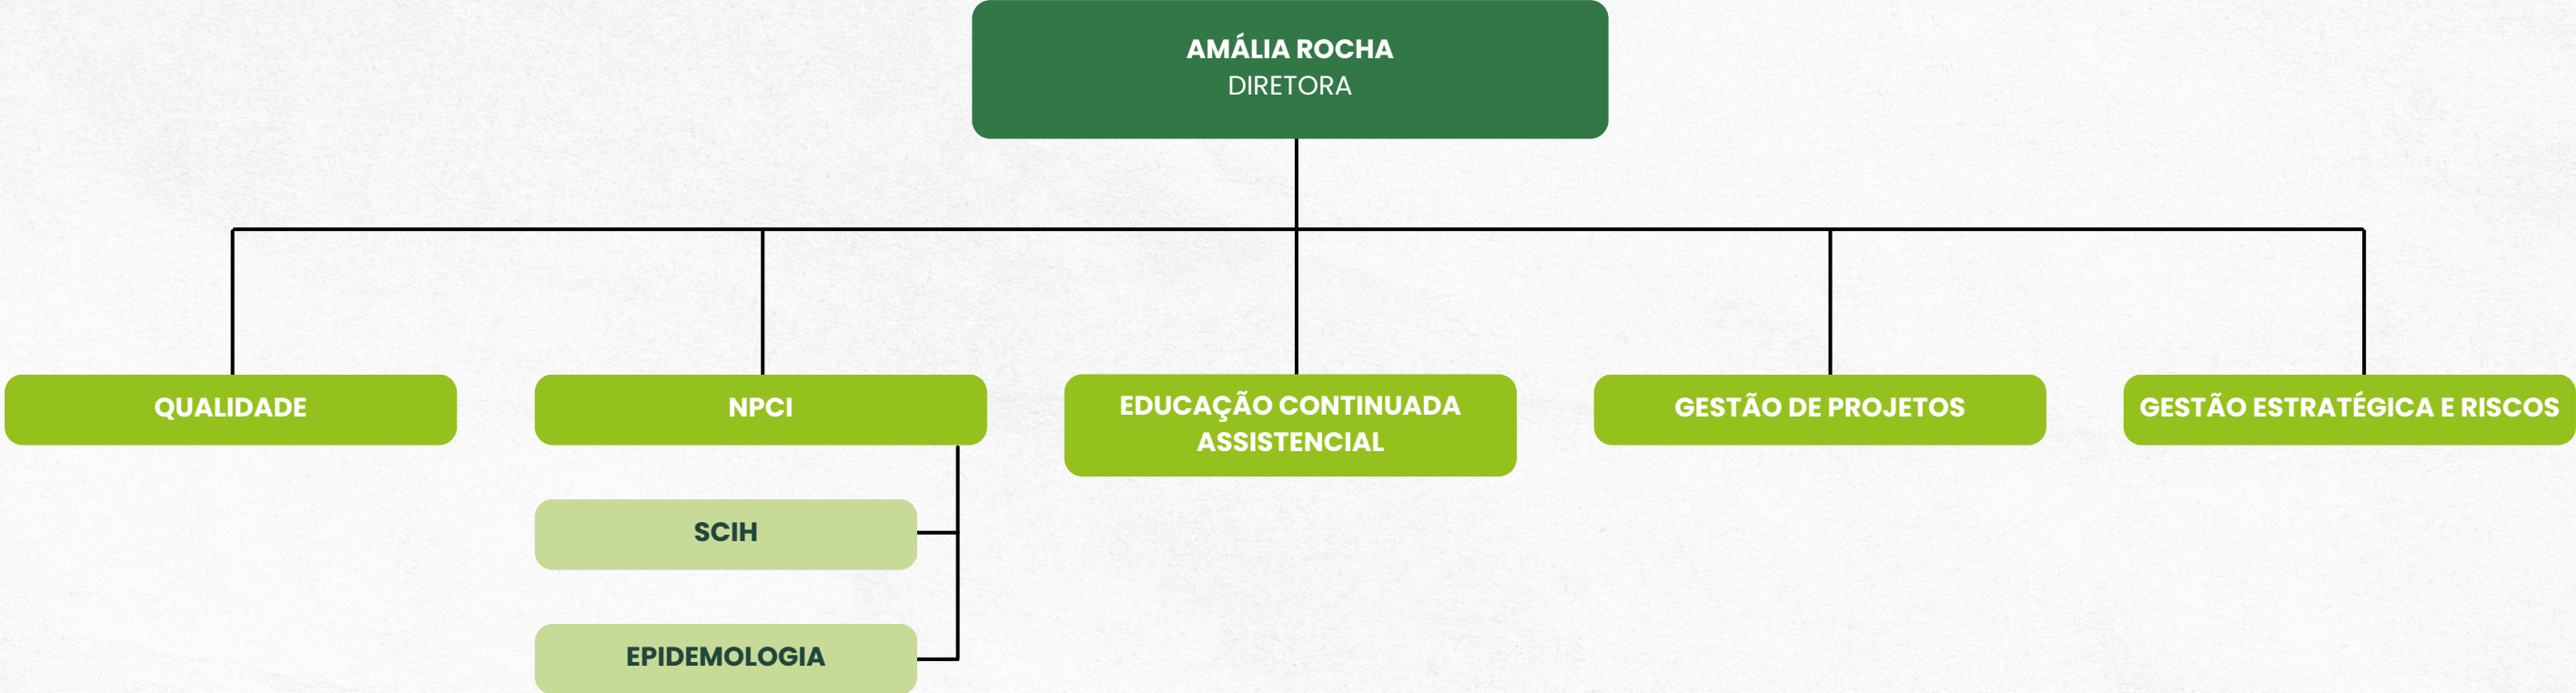 AMÁLIA ROCHA
DIRETORA
QUALIDADE
NPCI
EDUCAÇÃO CONTINUADA
ASSISTENCIAL
GESTÃO DE PROJETOS
GESTÃO ESTRATÉGICA E RISCOS
SCIH
EPIDEMOLOGIA